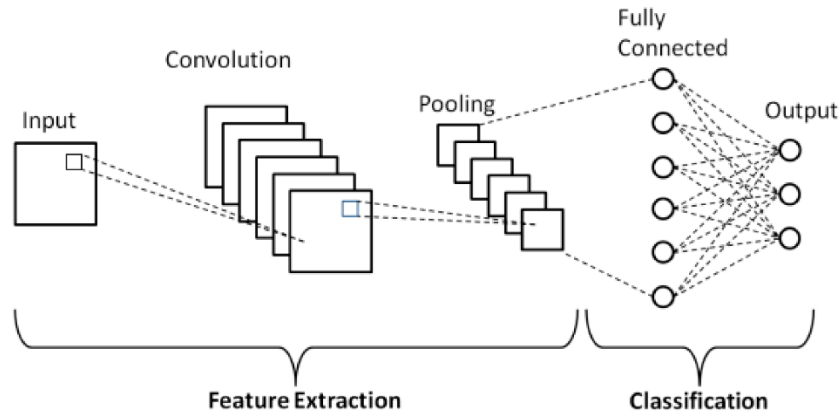 Input
Convolution
Pooling
Fully
Connected
Output
Feature Extraction
Classification